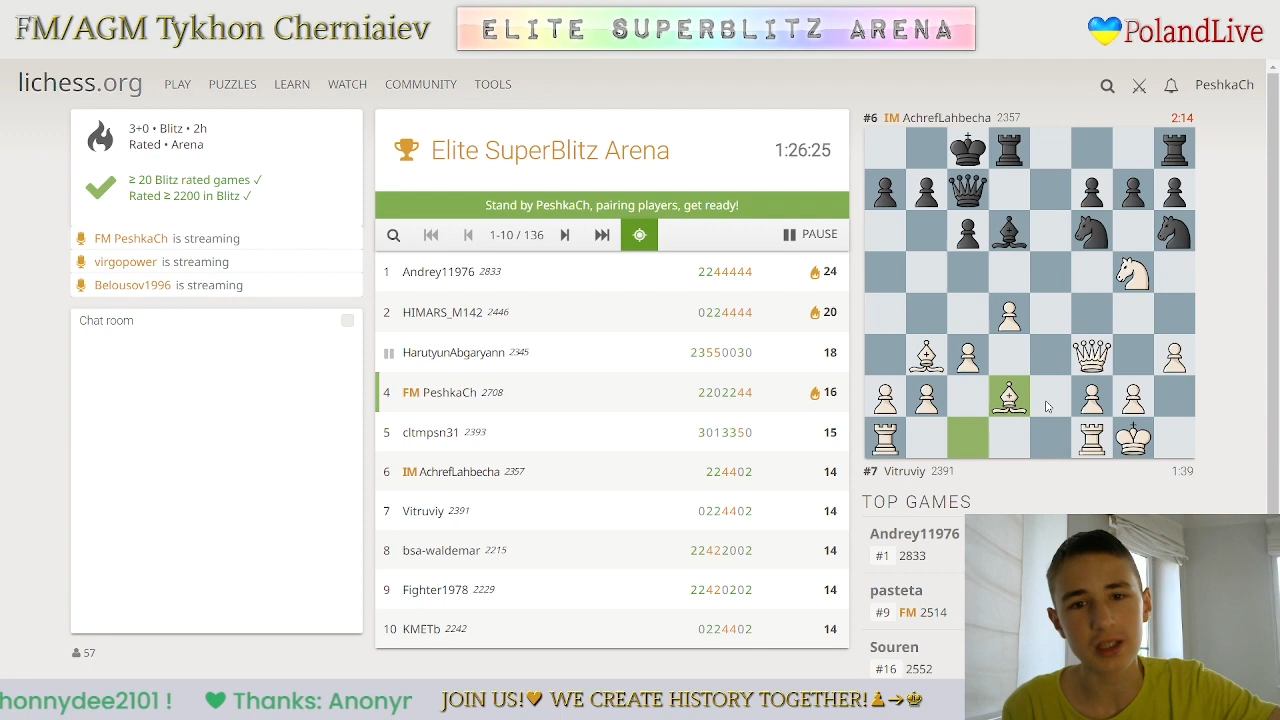 FM/AGM Tykhon Cherniaiev
ELITE SUPERBLITZ ARENA
PolandLive
lichess.org
PLAY PUZZLES LEARN WATCH COMMUNITY TOOLS
PeshkaCh
3+0 • Blitz • 2h
Rated • Arena
≥ 20 Blitz rated games ✓
Rated ≥ 2200 in Blitz ✓
FM PeshkaCh is streaming
virgopower is streaming
Belousov1996 is streaming
Chat room
57
Elite SuperBlitz Arena 1:26:25
Stand by PeshkaCh, pairing players, get ready!
1-10 / 136 PAUSE
1 Andrey11976 2833 2244444 24
2 HIMARS_M142 2446 0224444 20
HarutyunAbgaryann 2345 23550030 18
4 FM PeshkaCh 2708 2202244 16
5 cltmpsn31 2393 3013350 15
6 IM AchrefLahbecha 2357 224402 14
7 Vitruviy 2391 0224402 14
8 bsa-waldemar 2215 22422002 14
9 Fighter1978 2229 22420202 14
10 KMETb 2242 0224402 14
#6 IM AchrefLahbecha 2357 2:14
#7 Vitruviy 2391 1:39
TOP GAMES
Andrey11976
#1 2833
pasteta
#9 FM 2514
Souren
#16 2552
honnydee2101 ! Thanks: Anonyr JOIN US!🧡 WE CREATE HISTORY TOGETHER!♟→♚